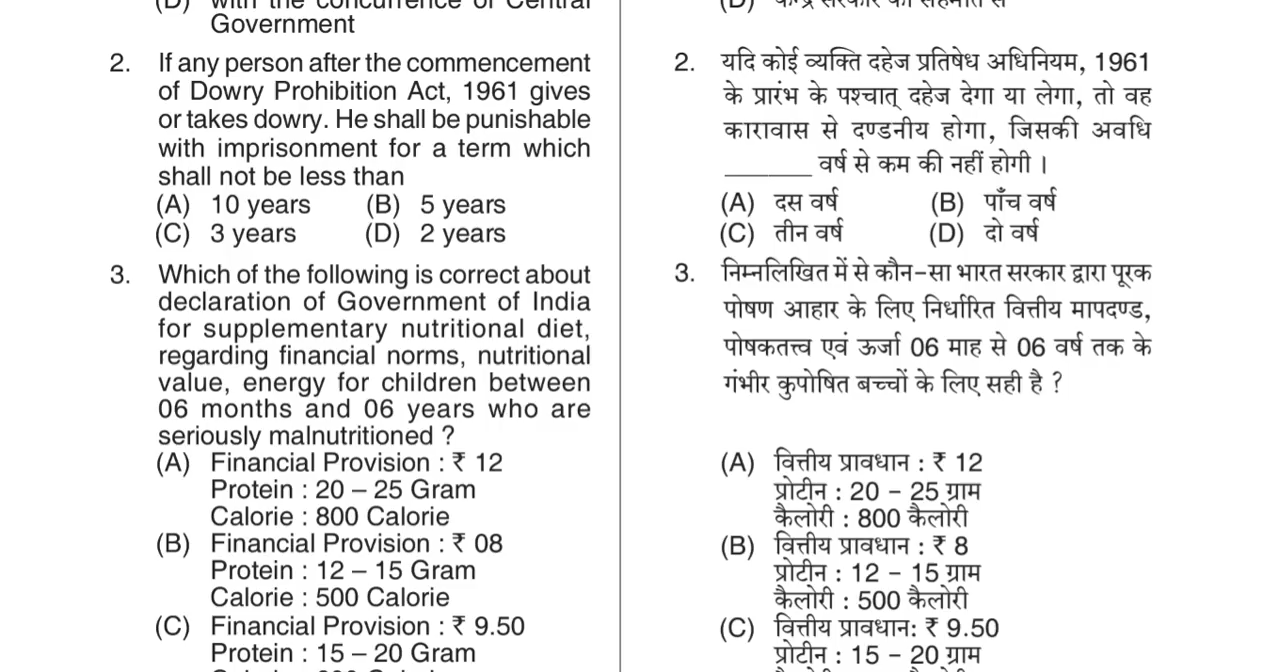 (D) with the concurrence of Central
Government
2. If any person after the commencement
of Dowry Prohibition Act, 1961 gives
or takes dowry. He shall be punishable
with imprisonment for a term which
shall not be less than
(A) 10 years (B) 5 years
(C) 3 years (D) 2 years
3. Which of the following is correct about
declaration of Government of India
for supplementary nutritional diet,
regarding financial norms, nutritional
value, energy for children between
06 months and 06 years who are
seriously malnutritioned ?
(A) Financial Provision : ₹ 12
Protein : 20 – 25 Gram
Calorie : 800 Calorie
(B) Financial Provision : ₹ 08
Protein : 12 – 15 Gram
Calorie : 500 Calorie
(C) Financial Provision : ₹ 9.50
Protein : 15 – 20 Gram
(D) केन्द्र सरकार की सहमति से
2. यदि कोई व्यक्ति दहेज प्रतिषेध अधिनियम, 1961
के प्रारंभ के पश्चात् दहेज देगा या लेगा, तो वह
कारावास से दण्डनीय होगा, जिसकी अवधि
_______ वर्ष से कम की नहीं होगी ।
(A) दस वर्ष (B) पाँच वर्ष
(C) तीन वर्ष (D) दो वर्ष
3. निम्नलिखित में से कौन-सा भारत सरकार द्वारा पूरक
पोषण आहार के लिए निर्धारित वित्तीय मापदण्ड,
पोषकतत्त्व एवं ऊर्जा 06 माह से 06 वर्ष तक के
गंभीर कुपोषित बच्चों के लिए सही है ?
(A) वित्तीय प्रावधान : ₹ 12
प्रोटीन : 20 – 25 ग्राम
कैलोरी : 800 कैलोरी
(B) वित्तीय प्रावधान : ₹ 8
प्रोटीन : 12 – 15 ग्राम
कैलोरी : 500 कैलोरी
(C) वित्तीय प्रावधान: ₹ 9.50
प्रोटीन : 15 – 20 ग्राम